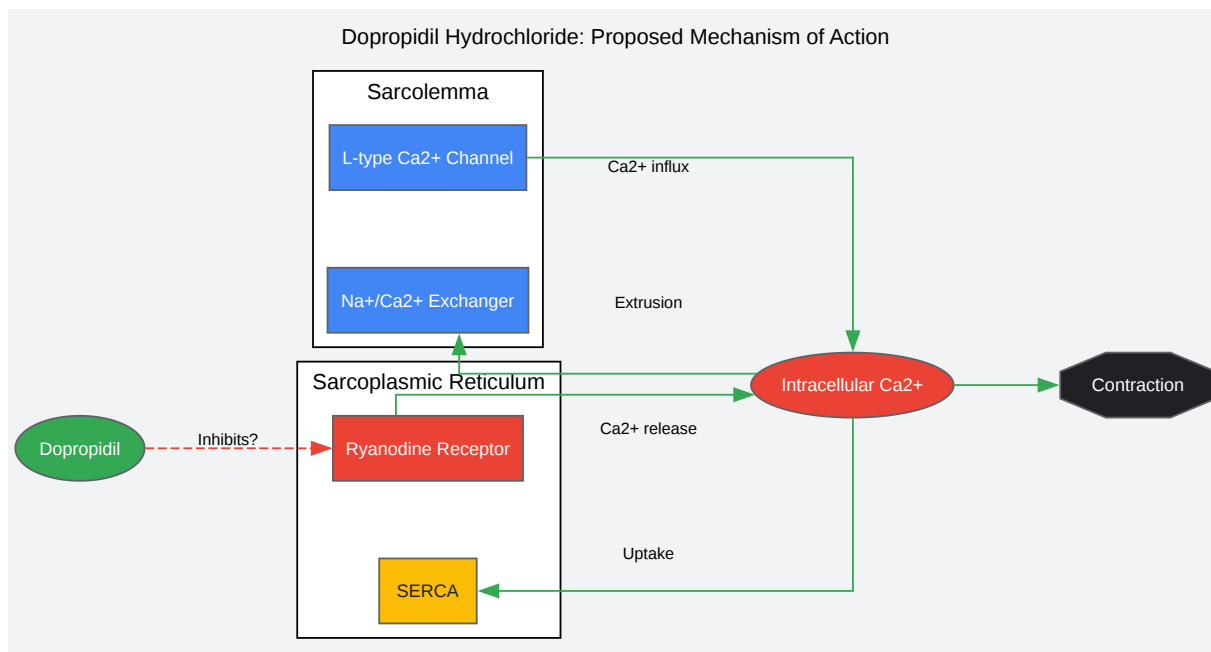 Dopropidil Hydrochloride: Proposed Mechanism of Action
Sarcolemma
L-type Ca2+ Channel
Ca2+ influx
Na+/Ca2+ Exchanger
Extrusion
Sarcoplasmic Reticulum
Intracellular Ca2+
Contraction
Ca2+ release
Dopropidil
Inhibits?
Ryanodine Receptor
Uptake
SERCA